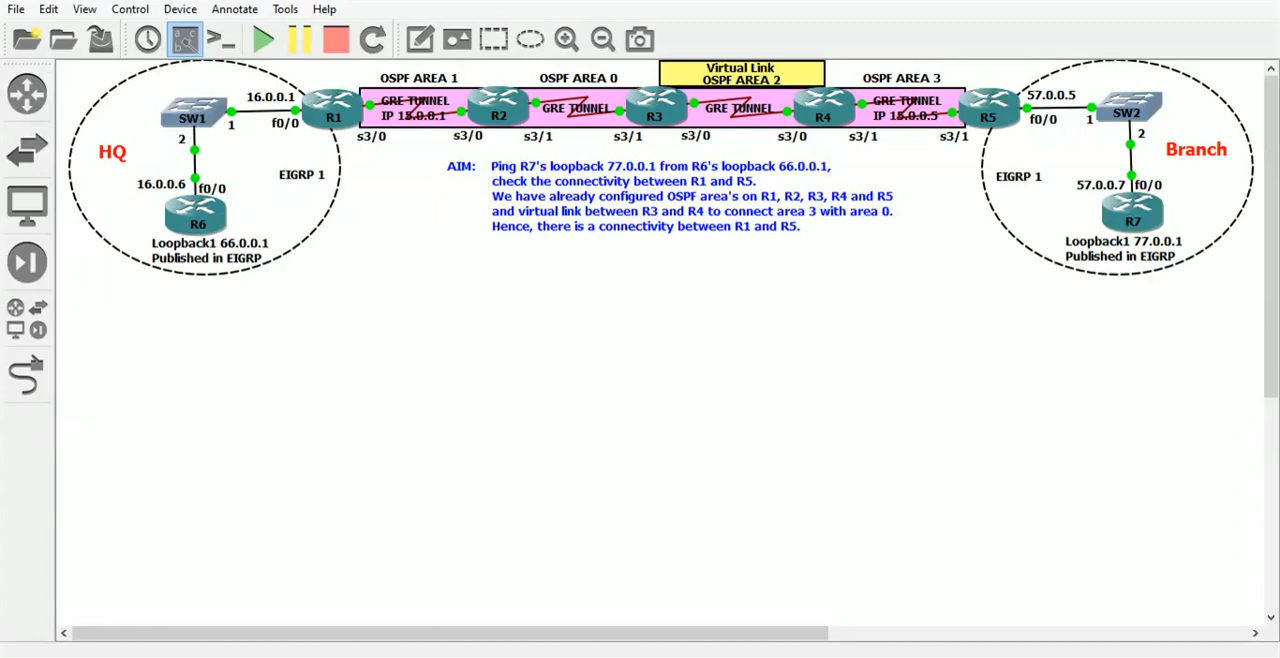 File Edit View Control Device Annotate Tools Help
Virtual Link
OSPF AREA 1 OSPF AREA 0 OSPF AREA 2 OSPF AREA 3
16.0.0.1 57.0.0.5
GRE TUNNEL GRE TUNNEL GRE TUNNEL GRE TUNNEL
IP 15.0.0.1 IP 15.0.0.5
SW1 1 f0/0 R1 R2 R3 R4 R5 f0/0 1 SW2
2 s3/0 s3/0 s3/1 s3/1 s3/0 s3/0 s3/1 s3/1 2
HQ Branch
AIM: Ping R7's loopback 77.0.0.1 from R6's loopback 66.0.0.1,
check the connectivity between R1 and R5.
We have already configured OSPF area's on R1, R2, R3, R4 and R5
and virtual link between R3 and R4 to connect area 3 with area 0.
Hence, there is a connectivity between R1 and R5.
EIGRP 1 EIGRP 1
16.0.0.6 f0/0 57.0.0.7 f0/0
R6 R7
Loopback1 66.0.0.1 Loopback1 77.0.0.1
Published in EIGRP Published in EIGRP